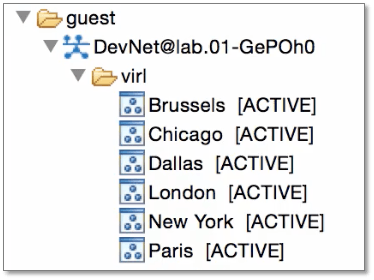 guest
DevNet@lab.01-GePOh0
virl
Brussels [ACTIVE]
Chicago [ACTIVE]
Dallas [ACTIVE]
London [ACTIVE]
New York [ACTIVE]
Paris [ACTIVE]